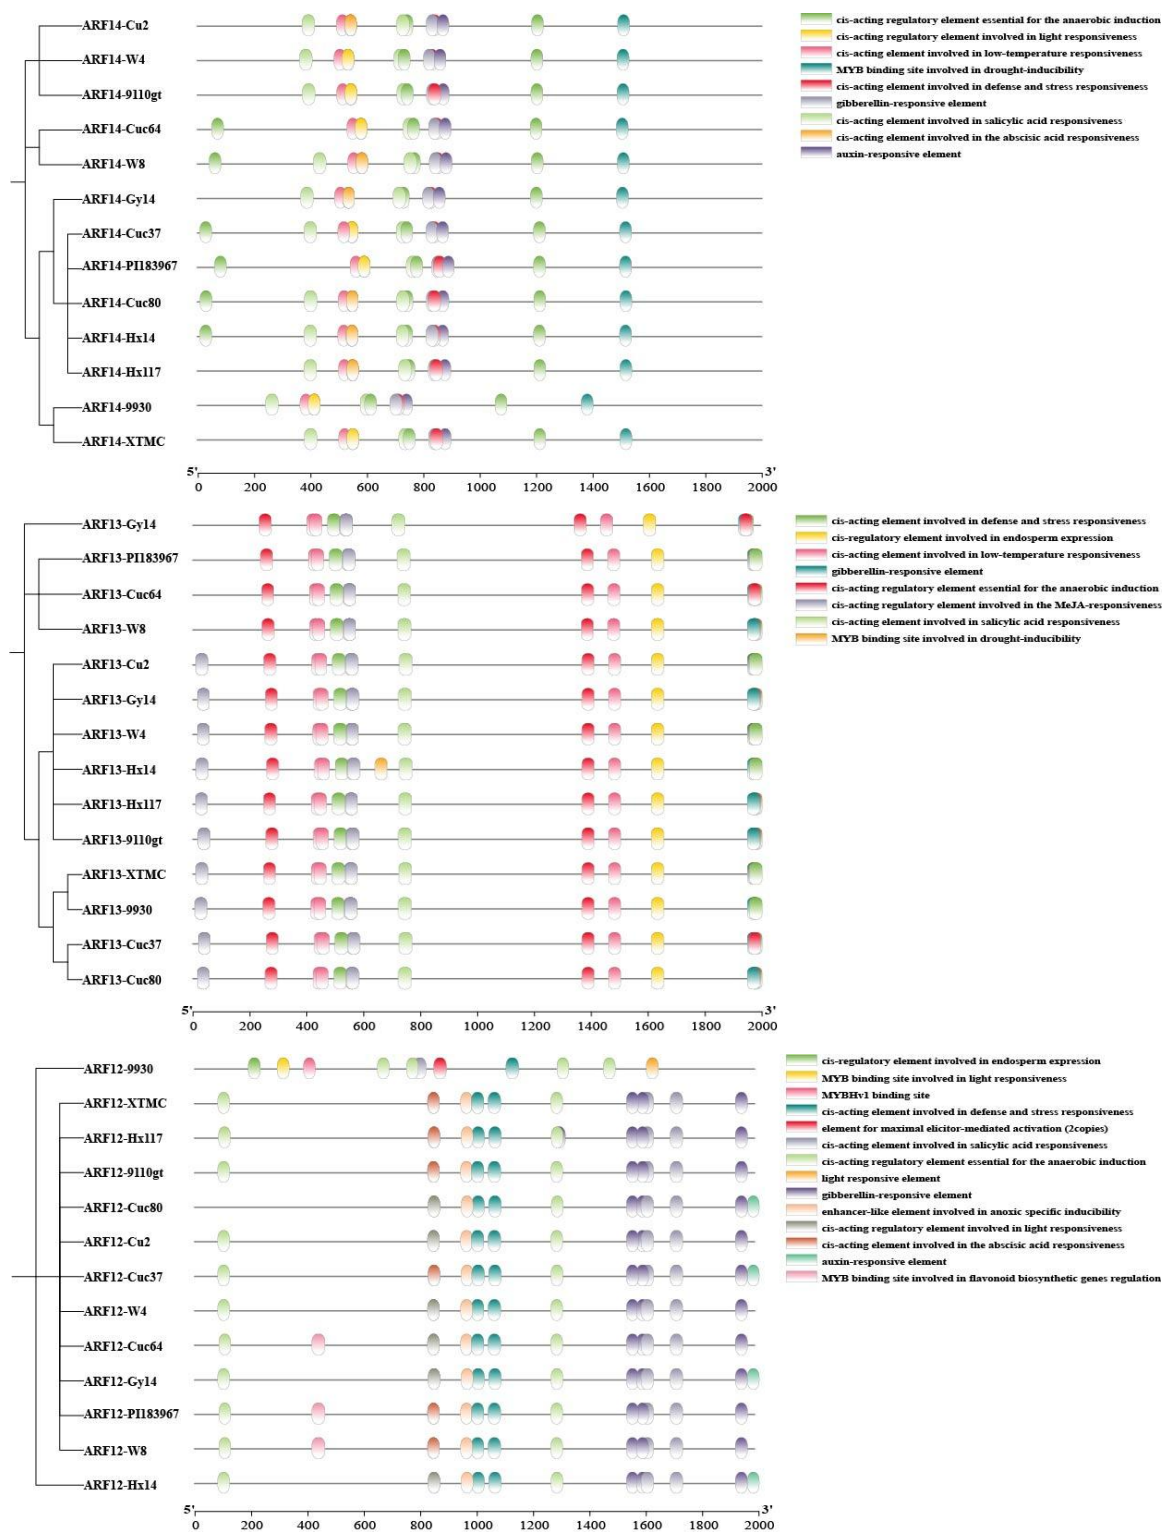 ARF14-Cu2
ARF14-W4
ARF14-9110gt
ARF14-Cuc64
ARF14-W8
ARF14-Gy14
ARF14-Cuc37
ARF14-PI183967
ARF14-Cuc80
ARF14-Hx14
ARF14-Hx117
ARF14-9930
ARF14-XTMC
5' 3'
0 200 400 600 800 1000 1200 1400 1600 1800 2000
cis-acting regulatory element essential for the anaerobic induction
cis-acting regulatory element involved in light responsiveness
cis-acting element involved in low-temperature responsiveness
MYB binding site involved in drought-inducibility
cis-acting element involved in defense and stress responsiveness
gibberellin-responsive element
cis-acting element involved in salicylic acid responsiveness
cis-acting element involved in the abscisic acid responsiveness
auxin-responsive element
ARF13-Gy14
ARF13-PI183967
ARF13-Cuc64
ARF13-W8
ARF13-Cu2
ARF13-Gy14
ARF13-W4
ARF13-Hx14
ARF13-Hx117
ARF13-9110gt
ARF13-XTMC
ARF13-9930
ARF13-Cuc37
ARF13-Cuc80
5' 3'
0 200 400 600 800 1000 1200 1400 1600 1800 2000
cis-acting element involved in defense and stress responsiveness
cis-regulatory element involved in endosperm expression
cis-acting element involved in low-temperature responsiveness
gibberellin-responsive element
cis-acting regulatory element essential for the anaerobic induction
cis-acting regulatory element involved in the MeJA-responsiveness
cis-acting element involved in salicylic acid responsiveness
MYB binding site involved in drought-inducibility
ARF12-9930
ARF12-XTMC
ARF12-Hx117
ARF12-9110gt
ARF12-Cuc80
ARF12-Cu2
ARF12-Cuc37
ARF12-W4
ARF12-Cuc64
ARF12-Gy14
ARF12-PI183967
ARF12-W8
ARF12-Hx14
5' 3'
0 200 400 600 800 1000 1200 1400 1600 1800 2000
cis-regulatory element involved in endosperm expression
MYB binding site involved in light responsiveness
MYBHv1 binding site
cis-acting element involved in defense and stress responsiveness
element for maximal elicitor-mediated activation (2copies)
cis-acting element involved in salicylic acid responsiveness
cis-acting regulatory element essential for the anaerobic induction
light responsive element
gibberellin-responsive element
enhancer-like element involved in anoxic specific inducibility
cis-acting regulatory element involved in light responsiveness
cis-acting element involved in the abscisic acid responsiveness
auxin-responsive element
MYB binding site involved in flavonoid biosynthetic genes regulation